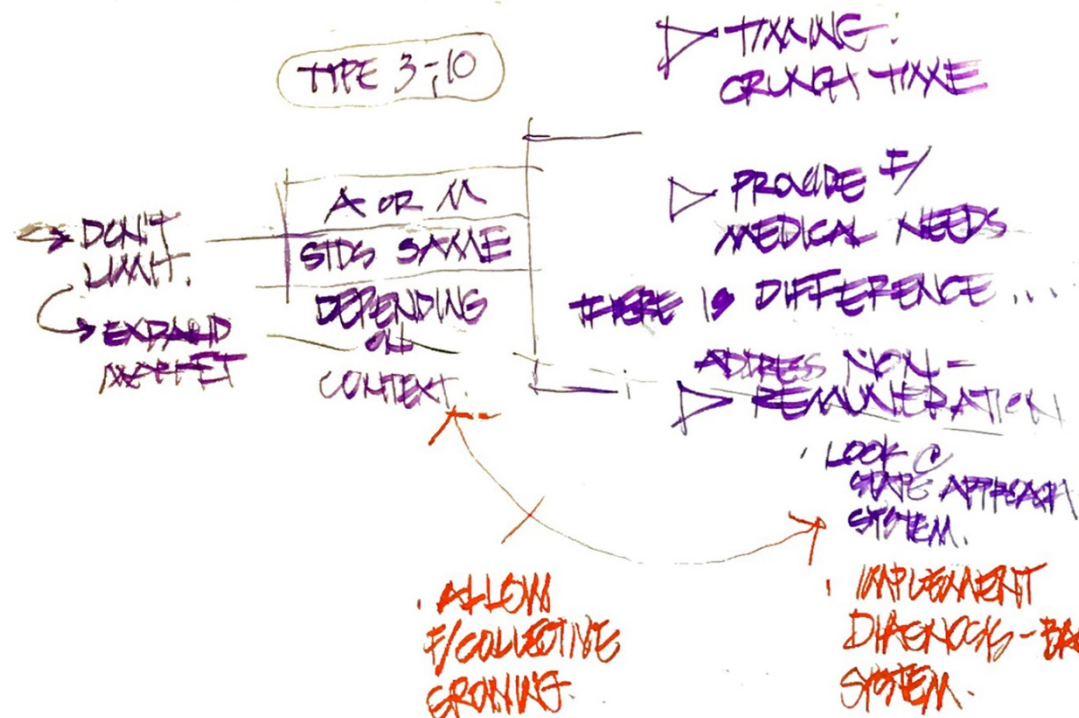 TYPE 3-10
A OR M
STDS SAME
DEPENDING
ON
CONTEXT.
DON'T
LIMIT.
EXPAND
MARKET
TIMING:
CRUNCH TIME
PROVIDE F/
MEDICAL NEEDS
THERE IS DIFFERENCE ....
ADDRESS NON-
REMUNERATION
· LOOK @
STATE APPROACH
SYSTEM.
· IMPLEMENT
DIAGNOSIS-BA
SYSTEM.
· ALLOW
F/COLLECTIVE
GROWING.